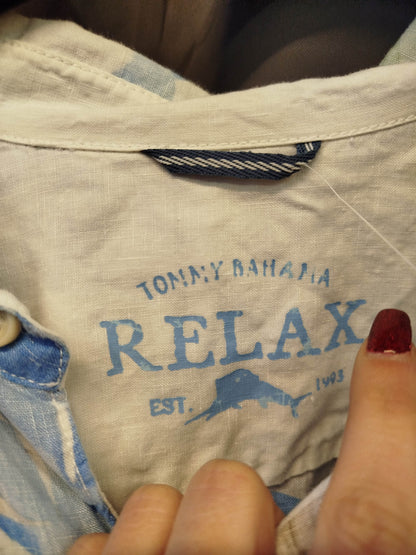 TOMMY BAHAMA
RELAX
EST. 1993